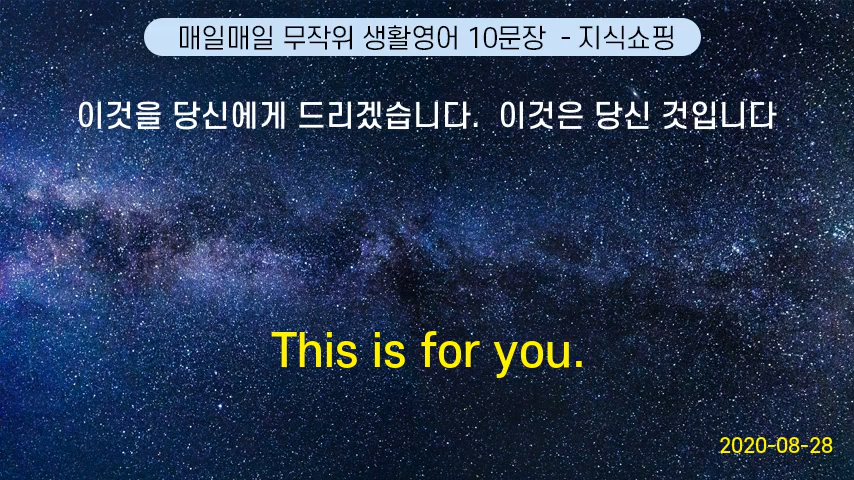 매일매일 무작위 생활영어 10문장 - 지식쇼핑
이것을 당신에게 드리겠습니다. 이것은 당신 것입니다
This is for you.
2020-08-28